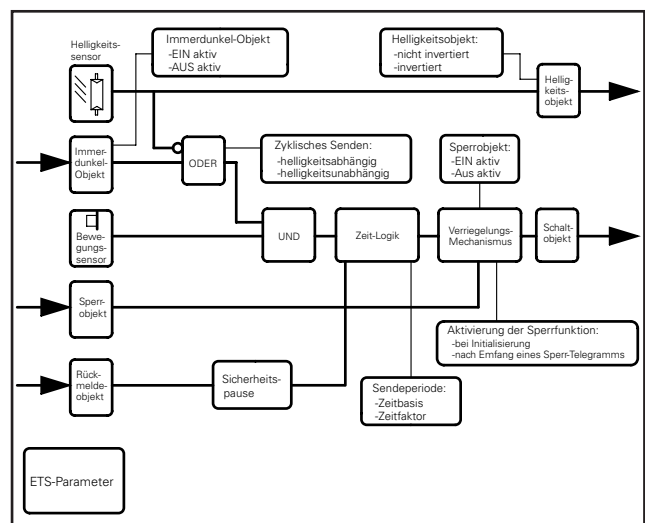 Helligkeits-
sensor
Immerdunkel-Objekt
-EIN aktiv
-AUS aktiv
Helligkeitsobjekt:
-nicht invertiert
-invertiert
Hellig-
keits-
objekt
Immer-
dunkel-
Objekt
ODER
Zyklisches Senden:
-helligkeitsabhängig
-helligkeitsunabhängig
Sperrobjekt:
-EIN aktiv
-Aus aktiv
Bewe-
gungs-
sensor
UND
Zeit-Logik
Verriegelungs-
Mechanismus
Schalt-
objekt
Sperr-
objekt
Aktivierung der Sperrfunktion:
-bei Initialisierung
-nach Emfang eines Sperr-Telegramms
Rück-
melde-
objekt
Sicherheits-
pause
Sendeperiode:
-Zeitbasis
-Zeitfaktor
ETS-Parameter